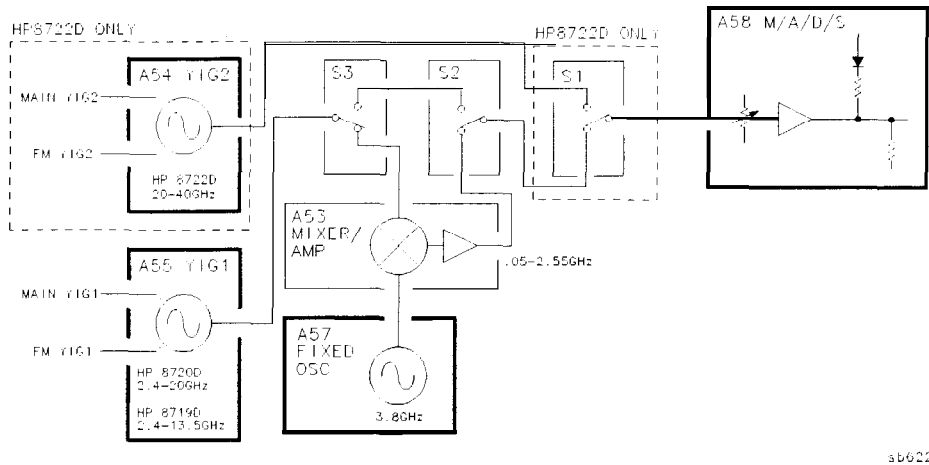 HP8722D ONLY
A54 YIG2
MAIN YIG2
FM YIG2
HP 8722D
20-40GHz
S3
S2
HP8722D ONLY
S1
A58 M/A/D/S
A53
MIXER/
AMP
.05-2.55GHz
A55 YIG1
MAIN YIG1
FM YIG1
HP 8720D
2.4-20GHz
HP 8719D
2.4-13.5GHz
A57
FIXED
OSC
3.8GHz